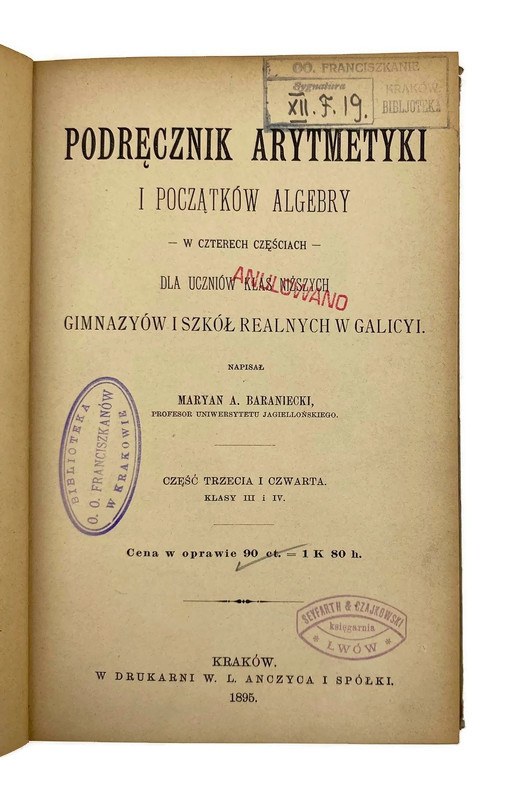 OO. FRANCISZKANIE
Sygnatura
XII. F. 19.
KRAKÓW
BIBLJOTEKA
PODRĘCZNIK ARYTMETYKI
I POCZĄTKÓW ALGEBRY
— W CZTERECH CZĘŚCIACH —
DLA UCZNIÓW KLAS NIŻSZYCH
ANULOWANO
GIMNAZYÓW I SZKÓŁ REALNYCH W GALICYI.
NAPISAŁ
MARYAN A. BARANIECKI,
PROFESOR UNIWERSYTETU JAGIELLOŃSKIEGO.
BIBLIOTEKA
O. O. FRANCISZKANÓW
W KRAKOWIE
CZĘŚĆ TRZECIA I CZWARTA.
KLASY III i IV.
Cena w oprawie 90 ct. = 1 K 80 h.
SEYFARTH & CZAJKOWSKI
księgarnia
* LWÓW *
KRAKÓW.
W DRUKARNI W. L. ANCZYCA I SPÓŁKI.
1895.